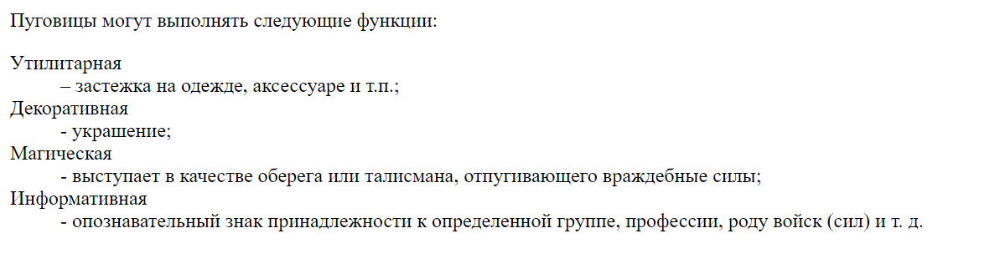 Пуговицы могут выполнять следующие функции:
Утилитарная
– застежка на одежде, аксессуаре и т.п.;
Декоративная
- украшение;
Магическая
- выступает в качестве оберега или талисмана, отпугивающего враждебные силы;
Информативная
- опознавательный знак принадлежности к определенной группе, профессии, роду войск (сил) и т. д.